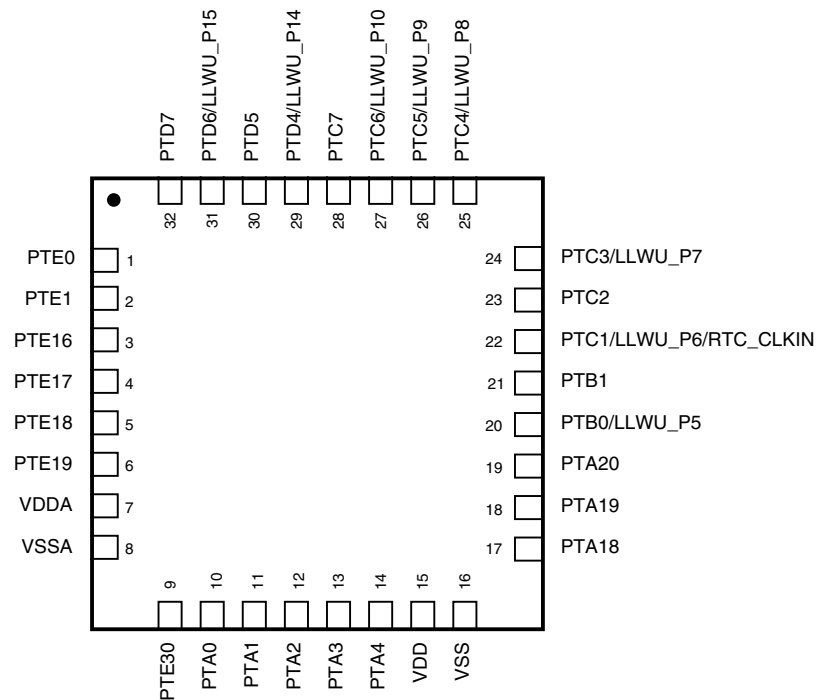 PTD7
PTD6/LLWU_P15
PTD5
PTD4/LLWU_P14
PTC7
PTC6/LLWU_P10
PTC5/LLWU_P9
PTC4/LLWU_P8
32
31
30
29
28
27
26
25
PTE0 1
PTE1 2
PTE16 3
PTE17 4
PTE18 5
PTE19 6
VDDA 7
VSSA 8
24 PTC3/LLWU_P7
23 PTC2
22 PTC1/LLWU_P6/RTC_CLKIN
21 PTB1
20 PTB0/LLWU_P5
19 PTA20
18 PTA19
17 PTA18
9
10
11
12
13
14
15
16
PTE30
PTA0
PTA1
PTA2
PTA3
PTA4
VDD
VSS